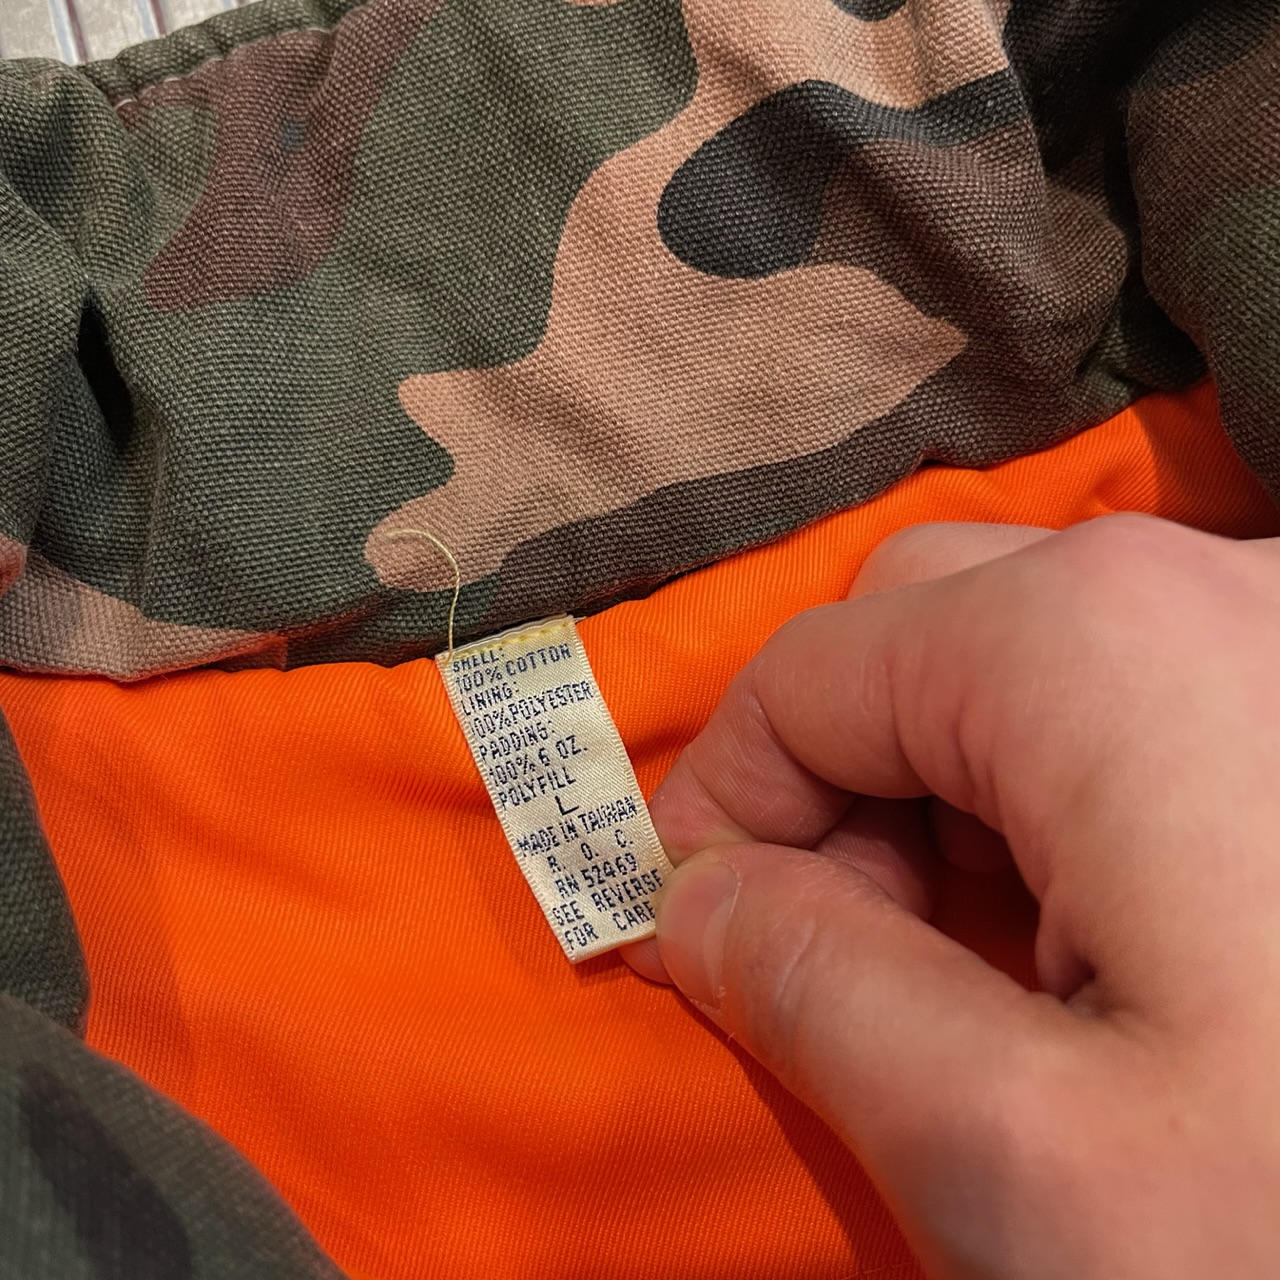 SHELL:
100% COTTON
LINING:
100% POLYESTER
PADDING:
100% 6 OZ.
POLYFILL
L
MADE IN TAIWAN
R. O. C.
RN 52469
SEE REVERSE
FOR CARE